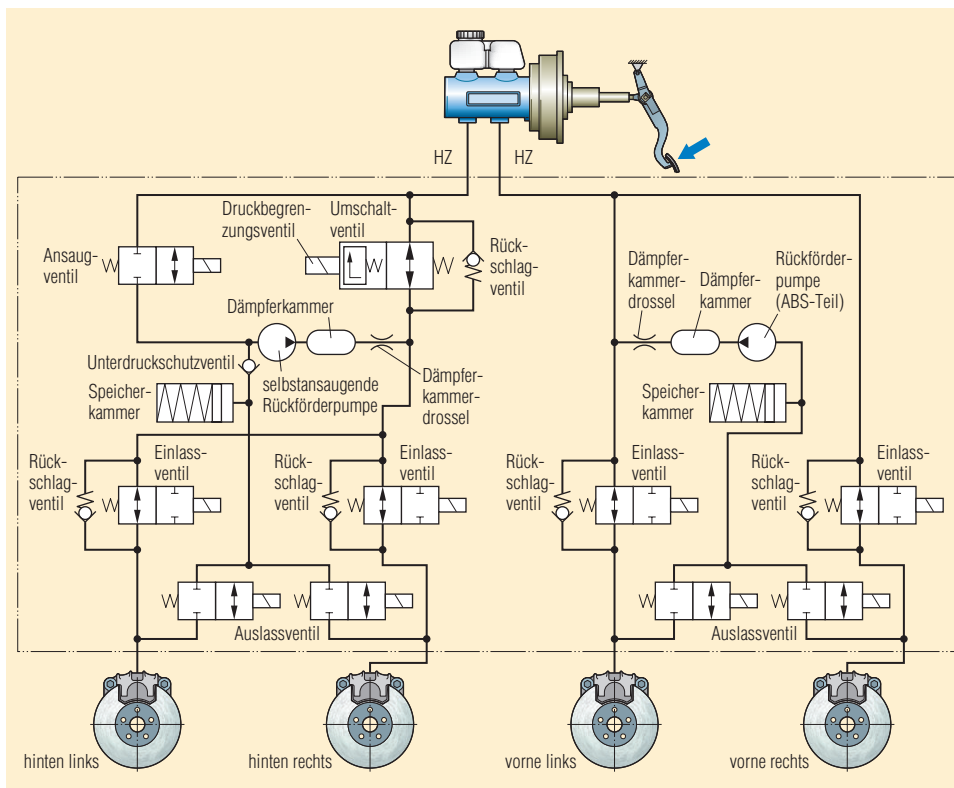 HZ
HZ
Druckbegren-
zungsventil
Umschalt-
ventil
Ansaug-
ventil
Rück-
schlag-
ventil
Dämpfer-
kammer-
drossel
Dämpfer-
kammer
Rückförder-
pumpe
(ABS-Teil)
Dämpferkammer
Unterdruckschutzventil
selbstansaugende
Rückförderpumpe
Dämpfer-
kammer-
drossel
Speicher-
kammer
Speicher-
kammer
Rück-
schlag-
ventil
Einlass-
ventil
Rück-
schlag-
ventil
Einlass-
ventil
Rück-
schlag-
ventil
Einlass-
ventil
Rück-
schlag-
ventil
Einlass-
ventil
Auslassventil
Auslassventil
hinten links
hinten rechts
vorne links
vorne rechts